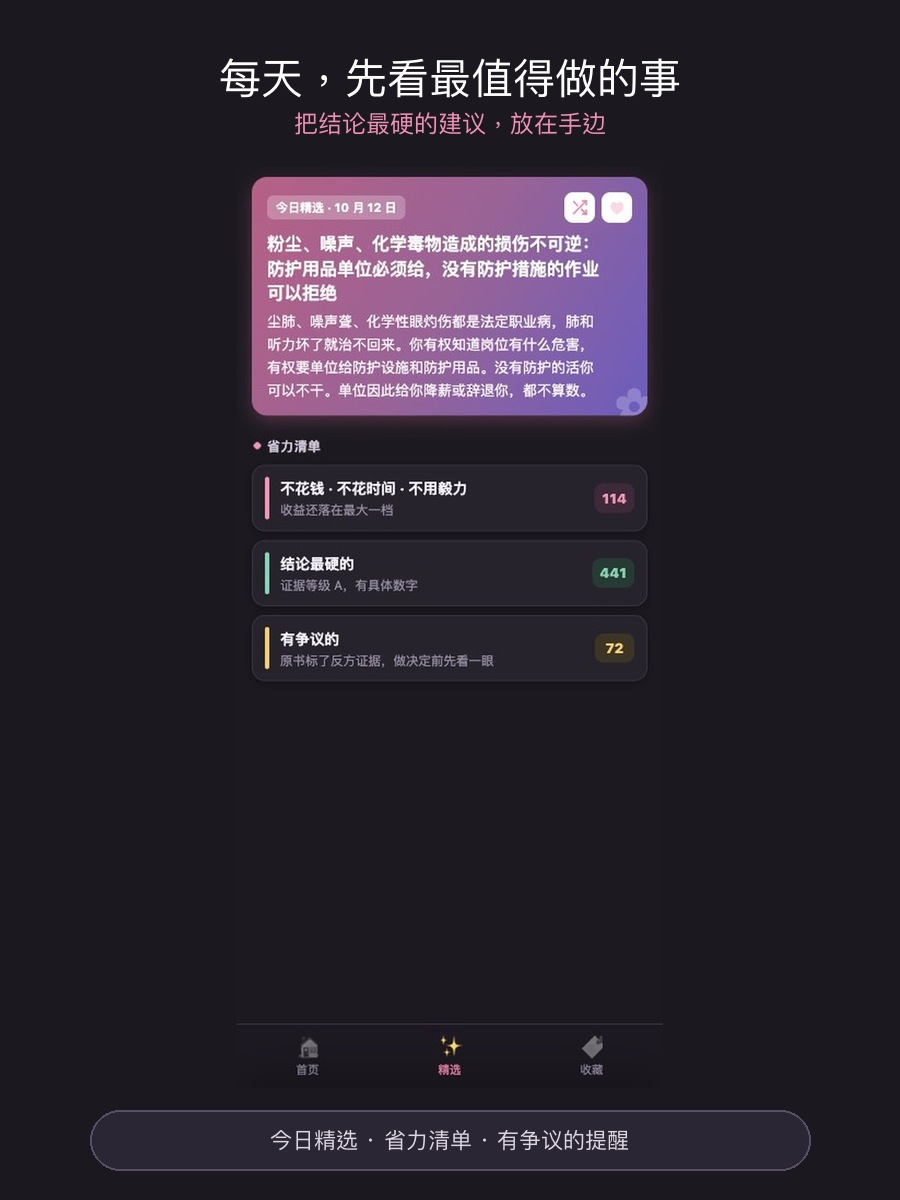 每天，先看最值得做的事
把结论最硬的建议，放在手边
今日精选 · 10 月 12 日
粉尘、噪声、化学毒物造成的损伤不可逆：
防护用品单位必须给，没有防护措施的作业
可以拒绝
尘肺、噪声聋、化学性眼灼伤都是法定职业病，肺和
听力坏了就治不回来。你有权知道岗位有什么危害，
有权要单位给防护设施和防护用品。没有防护的活你
可以不干。单位因此给你降薪或辞退你，都不算数。
省力清单
不花钱 · 不花时间 · 不用毅力
收益还落在最大一档
114
结论最硬的
证据等级 A，有具体数字
441
有争议的
原书标了反方证据，做决定前先看一眼
72
首页
精选
收藏
今日精选 · 省力清单 · 有争议的提醒